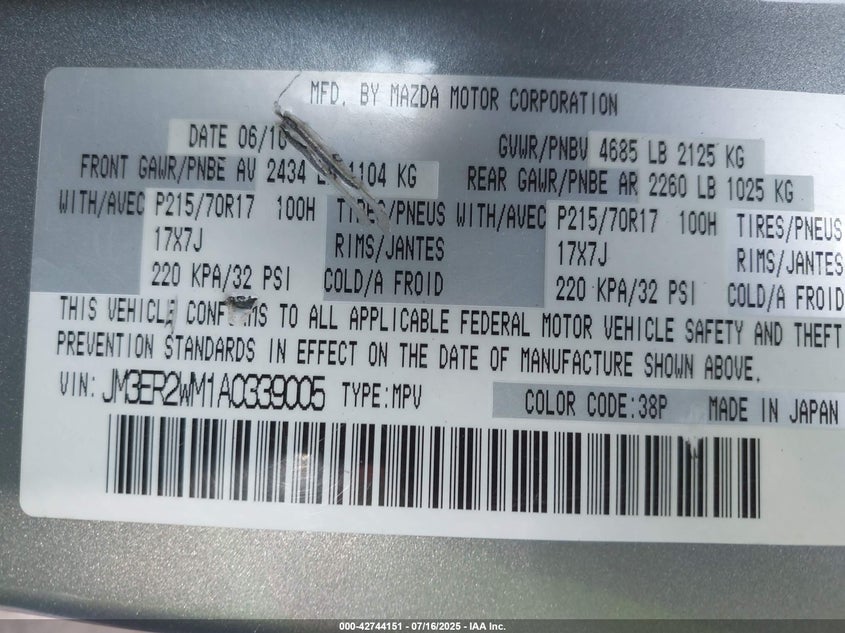 MFD. BY MAZDA MOTOR CORPORATION
DATE 06/10 GVWR/PNBV 4685 LB 2125 KG
FRONT GAWR/PNBE AV 2434 LB 1104 KG REAR GAWR/PNBE AR 2260 LB 1025 KG
WITH/AVEC P215/70R17 100H TIRES/PNEUS WITH/AVEC P215/70R17 100H TIRES/PNEUS
17X7J RIMS/JANTES 17X7J RIMS/JANTES
220 KPA/32 PSI COLD/A FROID 220 KPA/32 PSI COLD/A FROID
THIS VEHICLE CONFORMS TO ALL APPLICABLE FEDERAL MOTOR VEHICLE SAFETY AND THEFT
PREVENTION STANDARDS IN EFFECT ON THE DATE OF MANUFACTURE SHOWN ABOVE.
VIN: JM3ER2WM1A0339005 TYPE:MPV COLOR CODE:38P MADE IN JAPAN
000-42744151 - 07/16/2025 - IAA Inc.